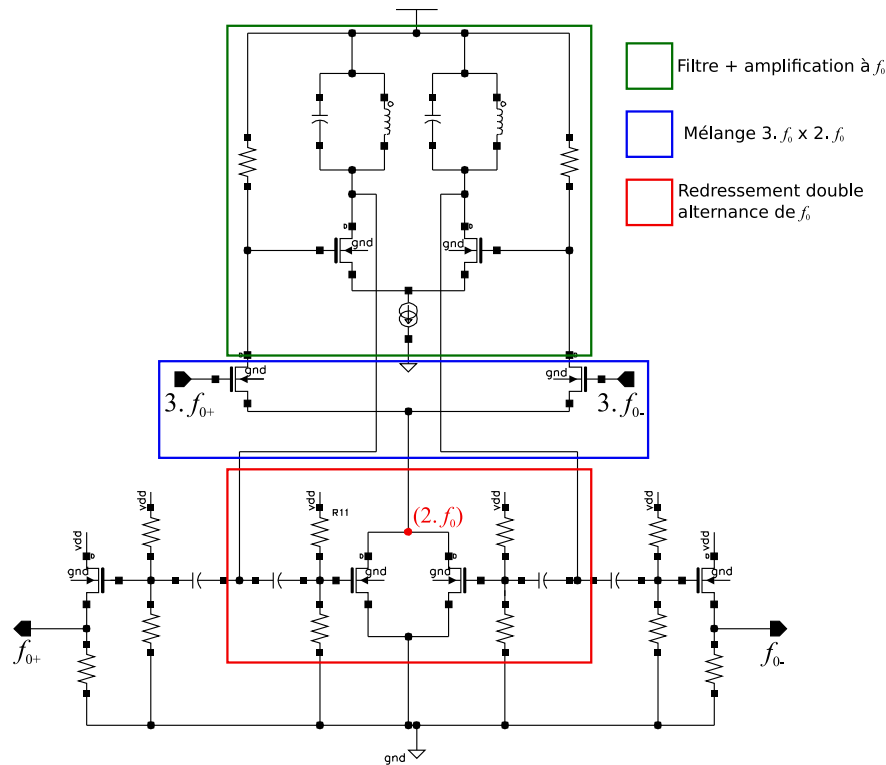 Filtre + amplification à f₀
Mélange 3. f₀ x 2. f₀
Redressement double
alternance de f₀
D
D
gnd
gnd
D
D
gnd
gnd
3. f₀₊
3. f₀₋
vdd
vdd
R11
(2. f₀)
vdd
vdd
vdd
vdd
D
D
D
D
gnd
gnd
gnd
gnd
f₀₊
f₀₋
gnd